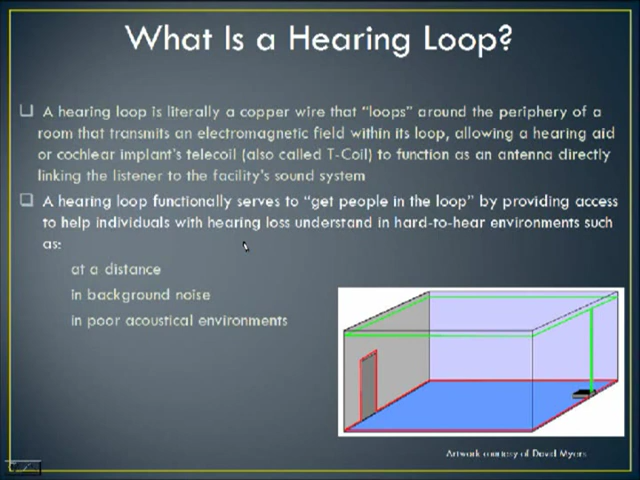 What Is a Hearing Loop?
A hearing loop is literally a copper wire that "loops" around the periphery of a
room that transmits an electromagnetic field within its loop, allowing a hearing aid
or cochlear implant's telecoil (also called T-Coil) to function as an antenna directly
linking the listener to the facility's sound system
A hearing loop functionally serves to "get people in the loop" by providing access
to help individuals with hearing loss understand in hard-to-hear environments such
as:
at a distance
in background noise
in poor acoustical environments
Artwork courtesy of David Myers